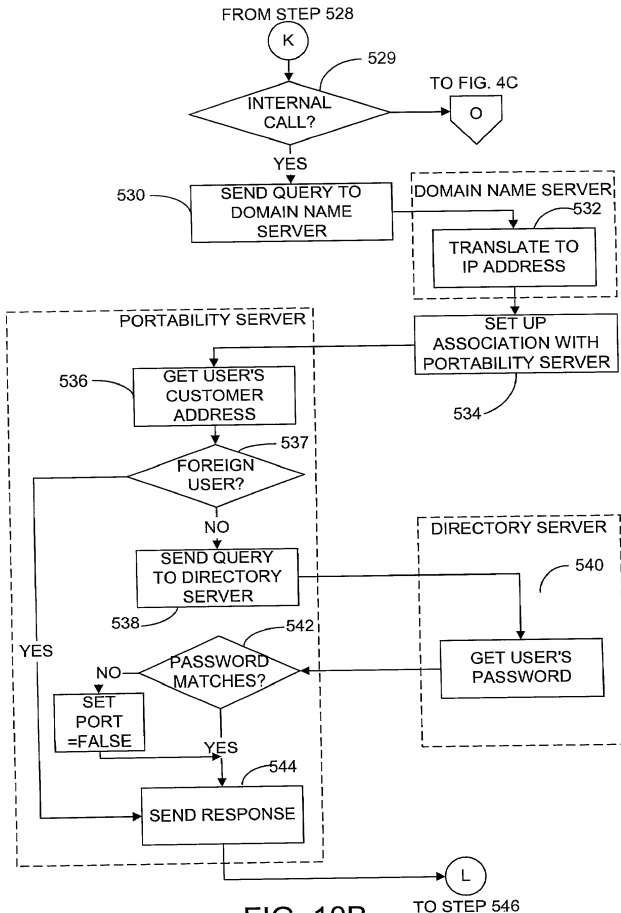 FROM STEP 528
K
529
INTERNAL
CALL?
TO FIG. 4C
O
YES
530
SEND QUERY TO
DOMAIN NAME
SERVER
DOMAIN NAME SERVER
532
TRANSLATE TO
IP ADDRESS
PORTABILITY SERVER
SET UP
ASSOCIATION WITH
PORTABILITY SERVER
534
536
GET USER'S
CUSTOMER
ADDRESS
537
FOREIGN
USER?
NO
DIRECTORY SERVER
SEND QUERY
TO DIRECTORY
SERVER
538
540
542
YES
NO
PASSWORD
MATCHES?
GET USER'S
PASSWORD
SET
PORT
=FALSE
YES
544
SEND RESPONSE
L
TO STEP 546
FIG. 10B